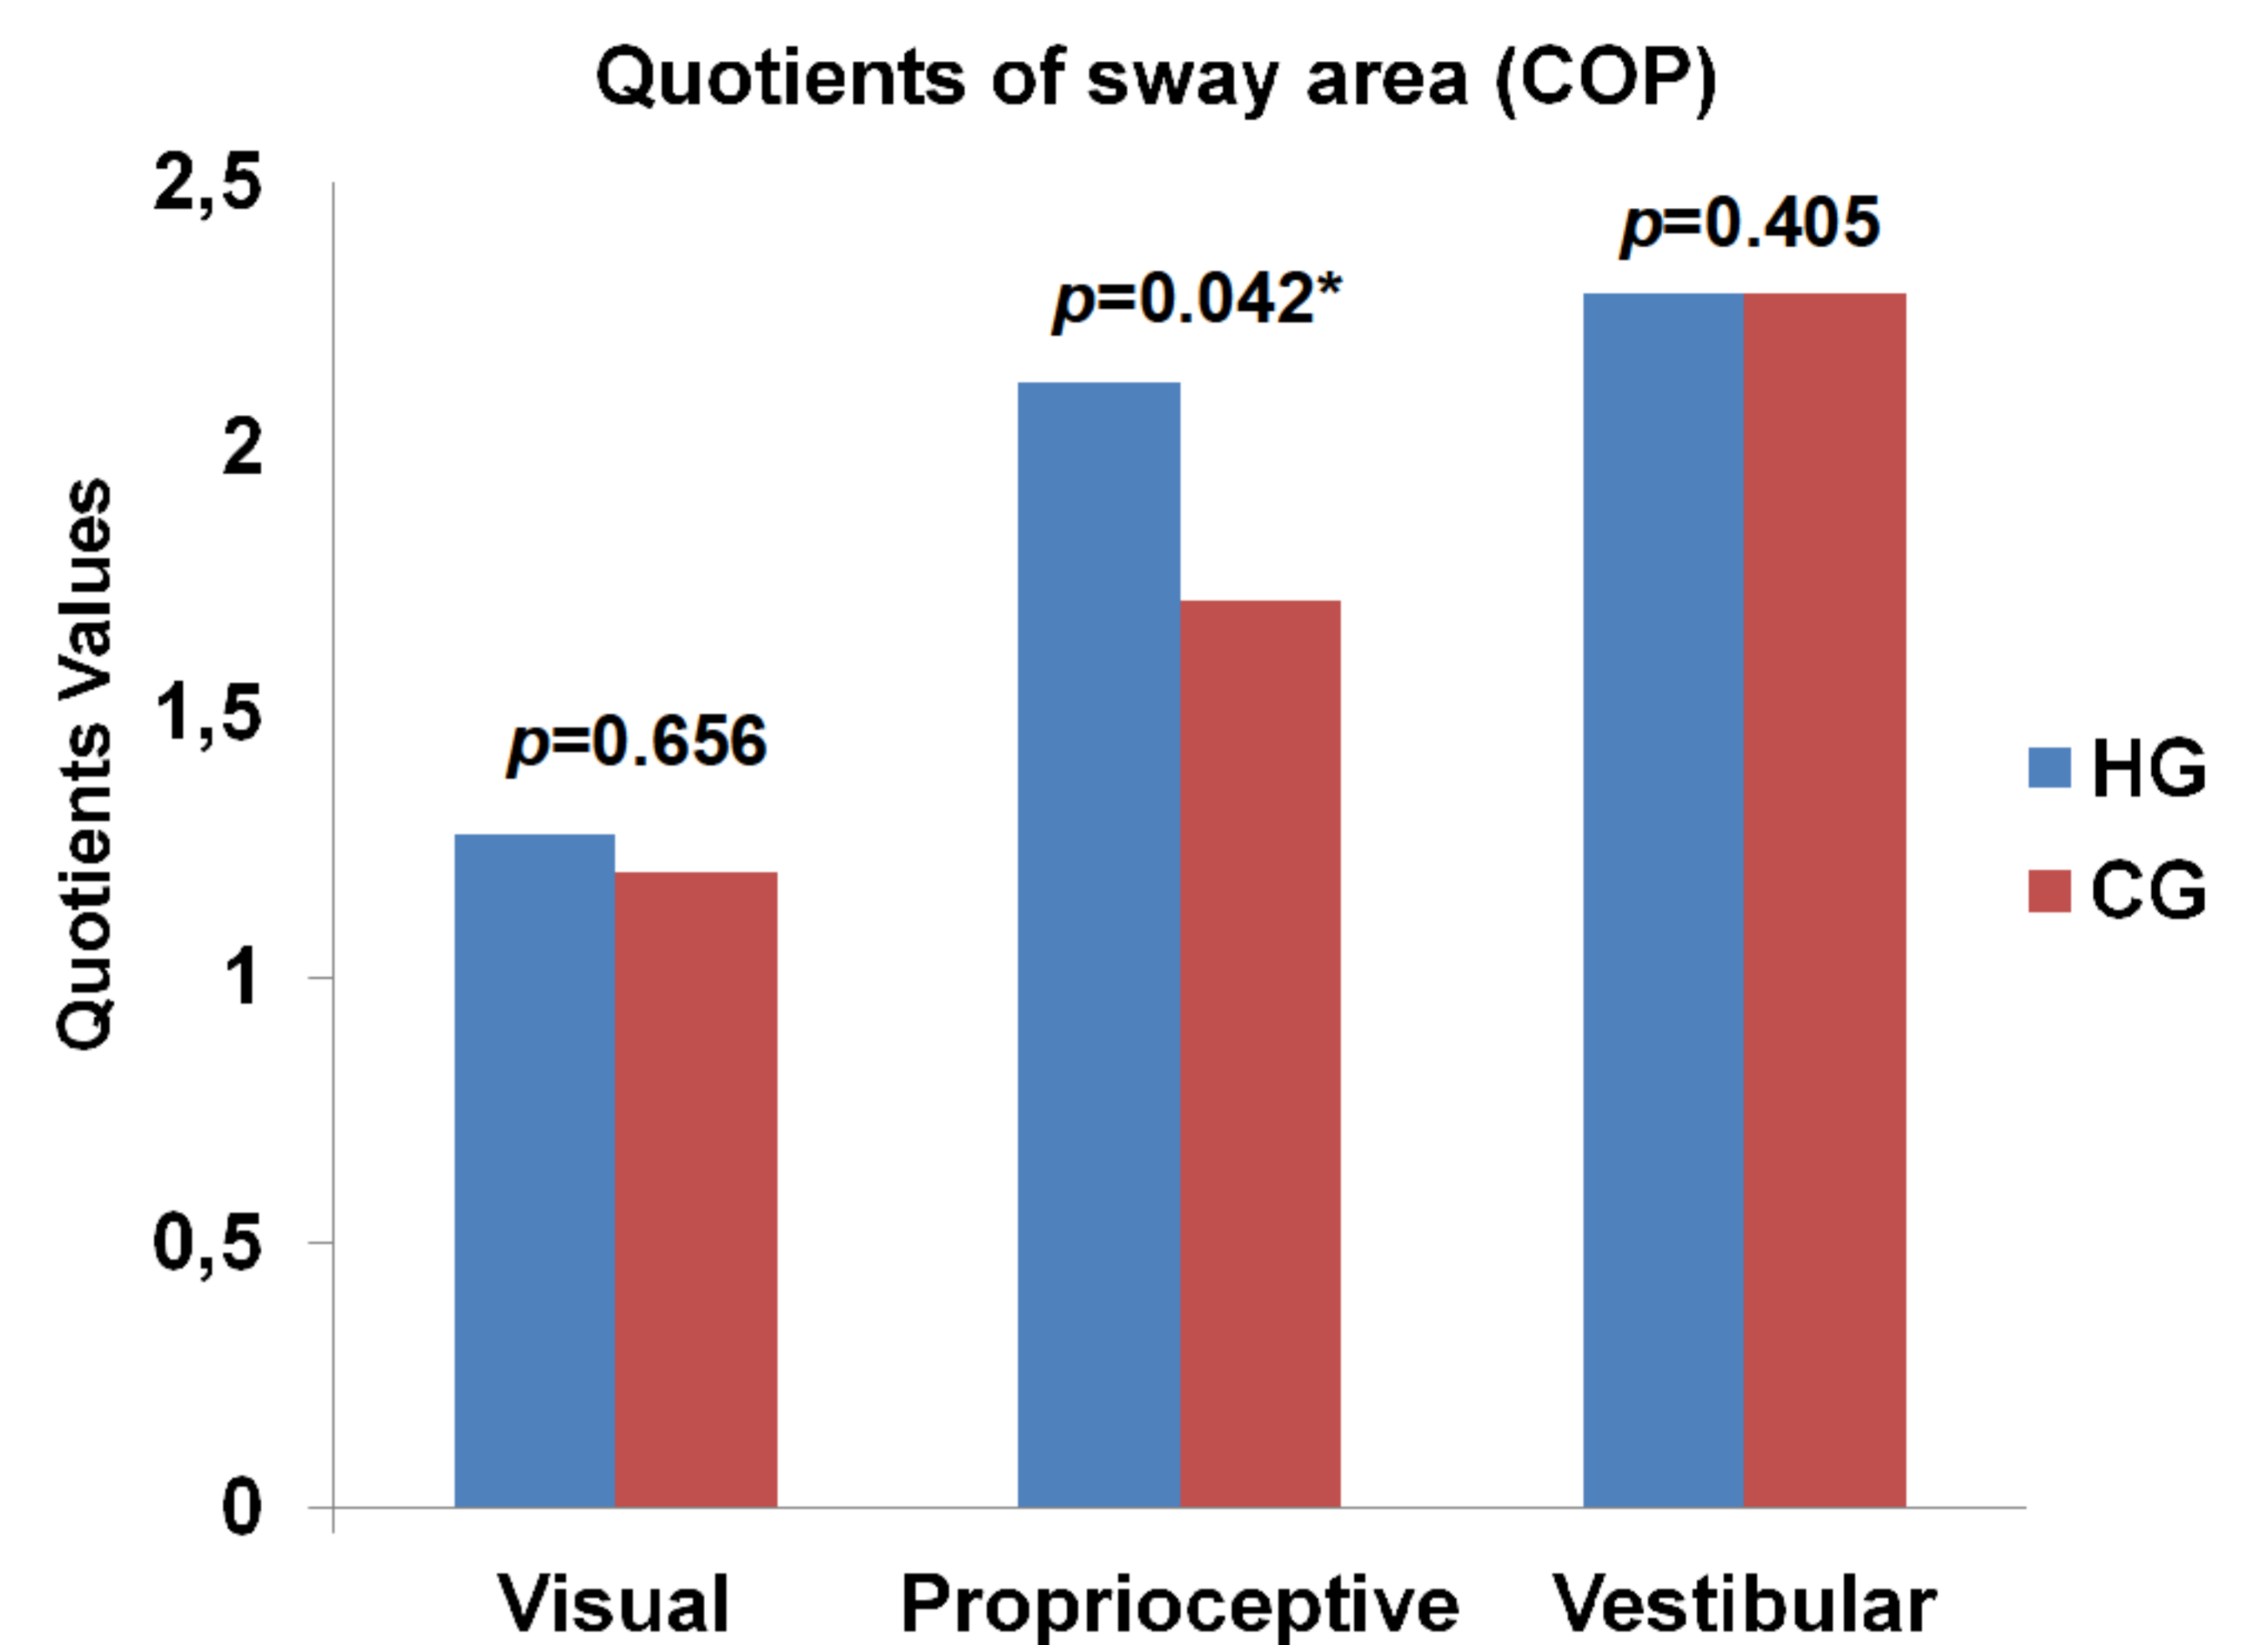 Quotients of sway area (COP)
2,5
2
1,5
1
0,5
0
Quotients Values
p=0.656
p=0.042*
p=0.405
HG
CG
Visual
Proprioceptive
Vestibular